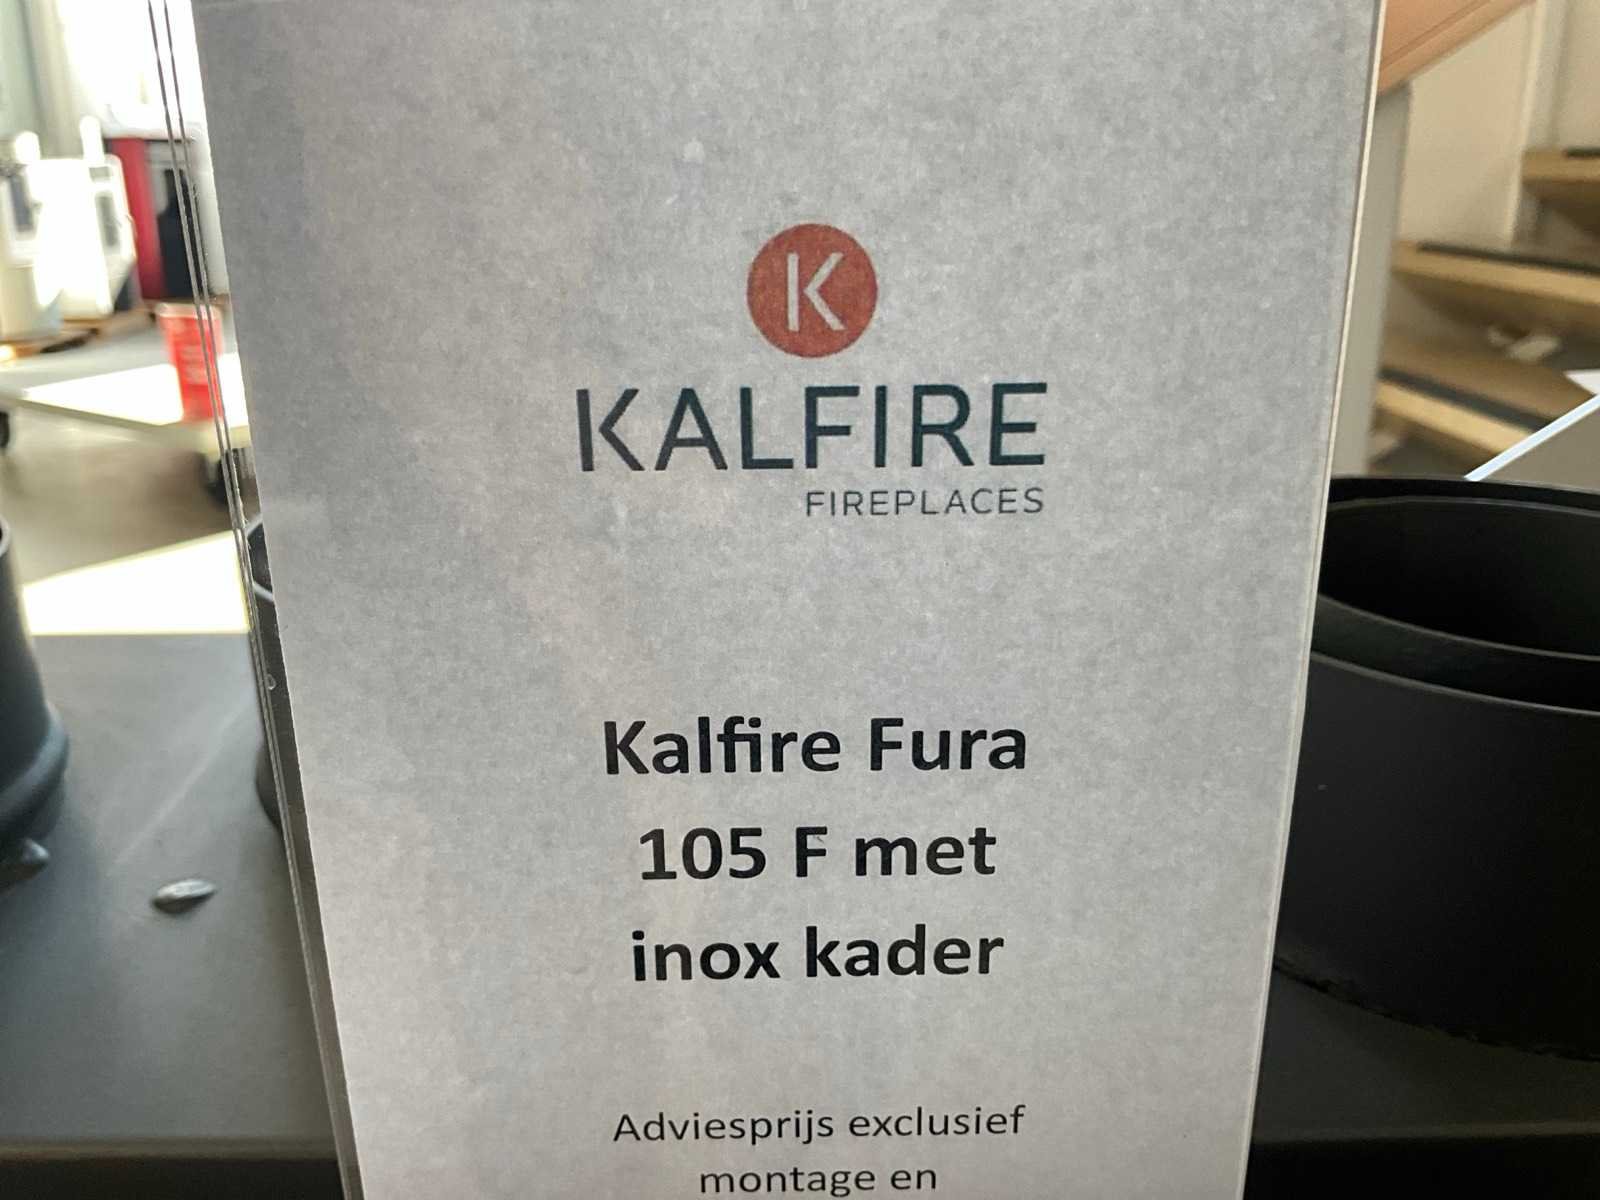 K
KALFIRE
FIREPLACES
Kalfire Fura
105 F met
inox kader
Adviesprijs exclusief
montage en